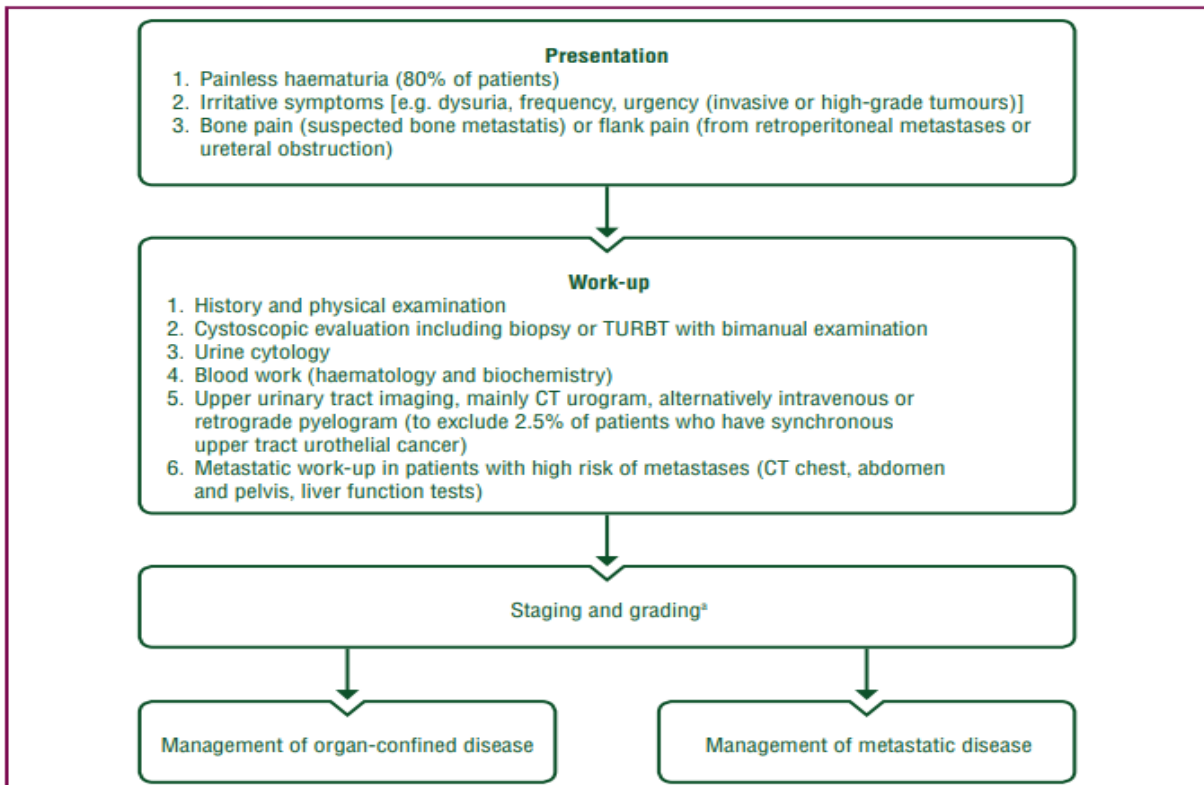 Presentation
1. Painless haematuria (80% of patients)
2. Irritative symptoms [e.g. dysuria, frequency, urgency (invasive or high-grade tumours)]
3. Bone pain (suspected bone metastatis) or flank pain (from retroperitoneal metastases or
ureteral obstruction)
Work-up
1. History and physical examination
2. Cystoscopic evaluation including biopsy or TURBT with bimanual examination
3. Urine cytology
4. Blood work (haematology and biochemistry)
5. Upper urinary tract imaging, mainly CT urogram, alternatively intravenous or
retrograde pyelogram (to exclude 2.5% of patients who have synchronous
upper tract urothelial cancer)
6. Metastatic work-up in patients with high risk of metastases (CT chest, abdomen
and pelvis, liver function tests)
Staging and gradingᵃ
Management of organ-confined disease
Management of metastatic disease